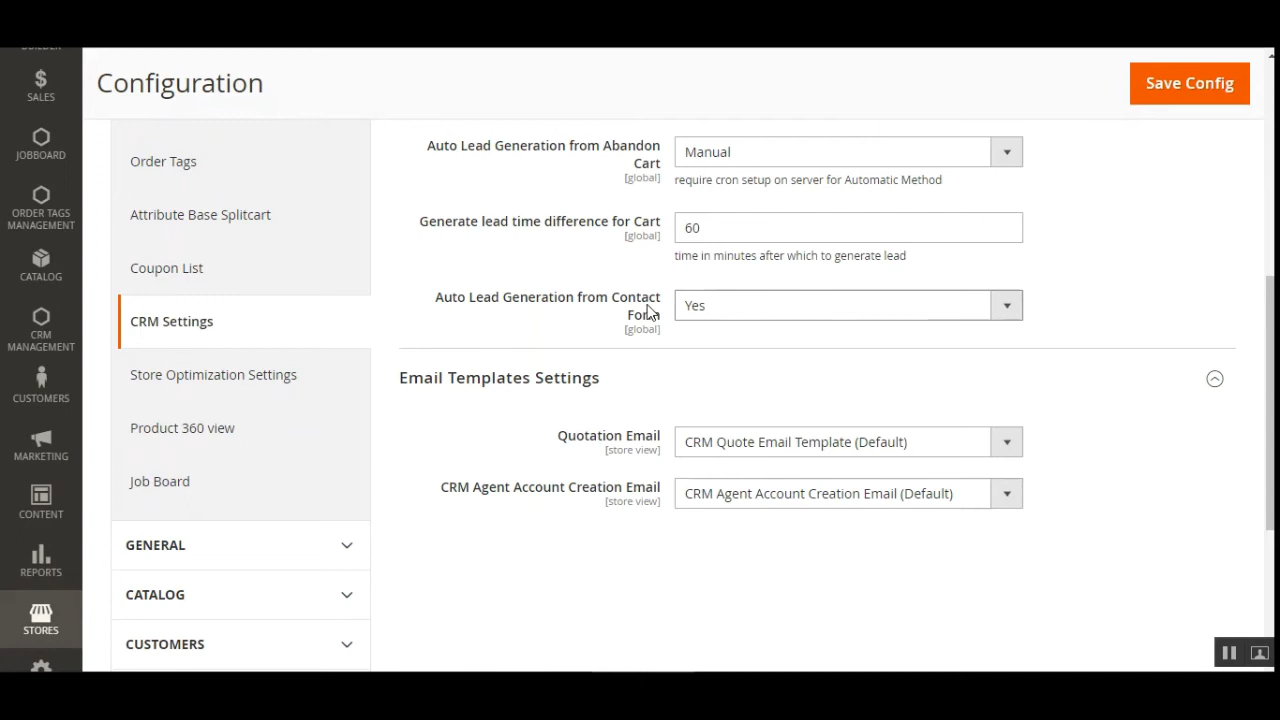 BUILDER
Configuration
Save Config
$
SALES
JOBBOARD
ORDER TAGS
MANAGEMENT
CATALOG
CRM
MANAGEMENT
CUSTOMERS
MARKETING
CONTENT
REPORTS
STORES
Order Tags
Attribute Base Splitcart
Coupon List
CRM Settings
Store Optimization Settings
Product 360 view
Job Board
GENERAL
CATALOG
CUSTOMERS
Auto Lead Generation from Abandon
Cart
[global]
Manual
require cron setup on server for Automatic Method
Generate lead time difference for Cart
[global]
60
time in minutes after which to generate lead
Auto Lead Generation from Contact
Form
[global]
Yes
Email Templates Settings
Quotation Email
[store view]
CRM Quote Email Template (Default)
CRM Agent Account Creation Email
[store view]
CRM Agent Account Creation Email (Default)